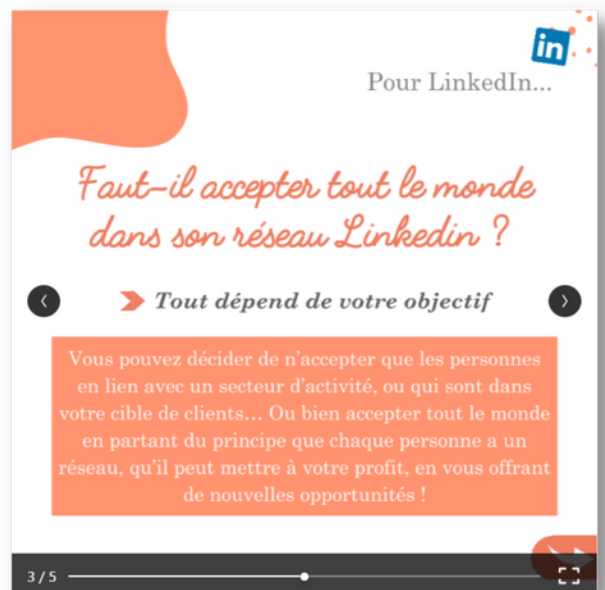 in
Pour LinkedIn...
Faut-il accepter tout le monde
dans son réseau Linkedin ?
Tout dépend de votre objectif
Vous pouvez décider de n'accepter que les personnes
en lien avec un secteur d'activité, ou qui sont dans
votre cible de clients... Ou bien accepter tout le monde
en partant du principe que chaque personne a un
réseau, qu'il peut mettre à votre profit, en vous offrant
de nouvelles opportunités !
3 / 5